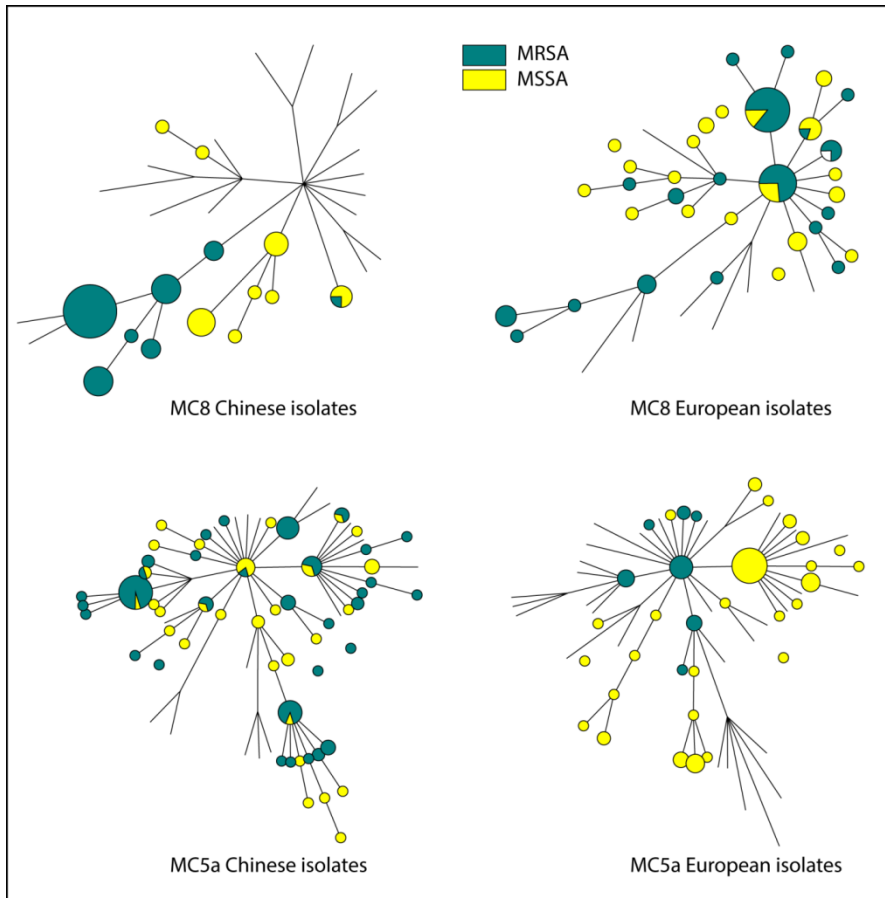 MRSA
MSSA
MC8 Chinese isolates
MC8 European isolates
MC5a Chinese isolates
MC5a European isolates